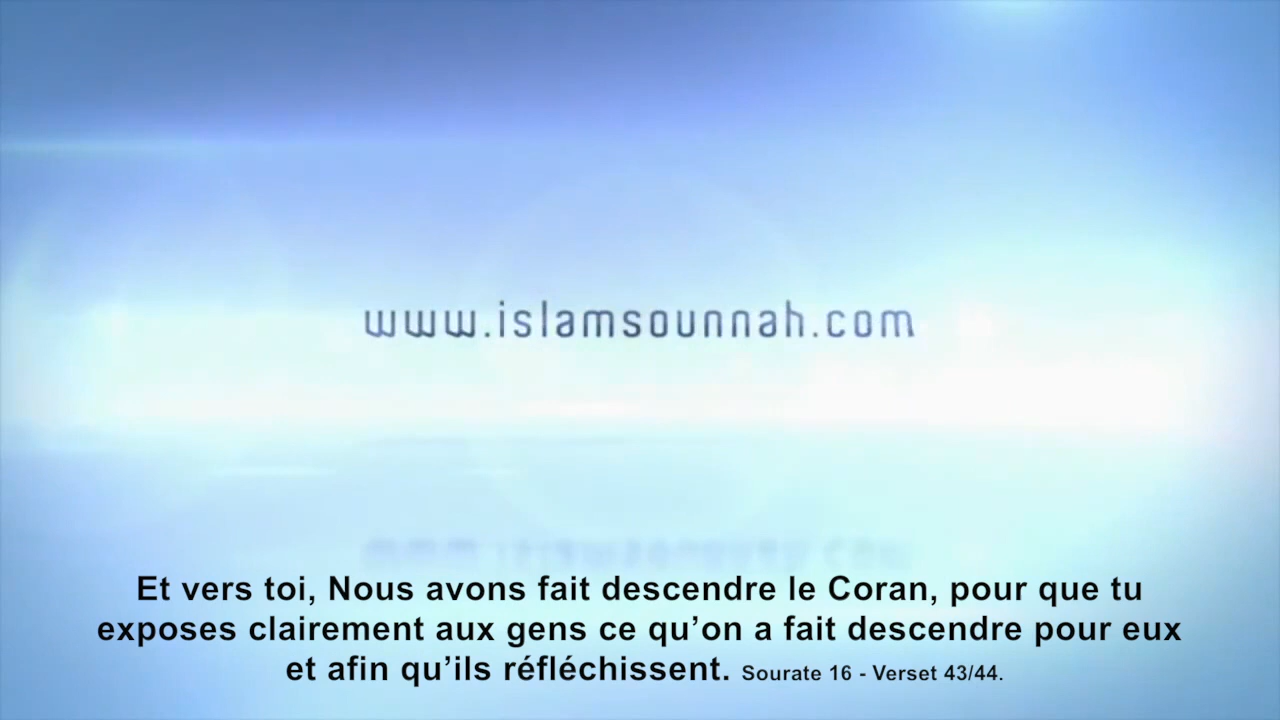 www.islamsounnah.com
Et vers toi, Nous avons fait descendre le Coran, pour que tu
exposes clairement aux gens ce qu’on a fait descendre pour eux
et afin qu’ils réfléchissent. Sourate 16 - Verset 43/44.